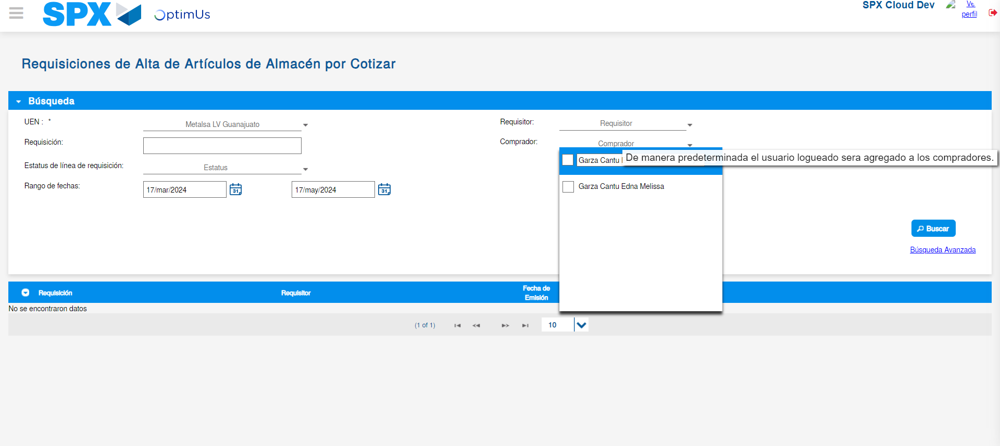 SPX OptimUs
SPX Cloud Dev
Ve
perfil
Requisiciones de Alta de Artículos de Almacén por Cotizar
Búsqueda
UEN : * Metalsa LV Guanajuato
Requisitor: Requisitor
Requisición:
Comprador: Comprador
Garza Cantu
De manera predeterminada el usuario logueado sera agregado a los compradores.
Estatus de línea de requisición: Estatus
Rango de fechas: 17/mar/2024 31 17/may/2024 31
Garza Cantu Edna Melissa
Buscar
Búsqueda Avanzada
Requisición Requisitor Fecha de
Emisión
No se encontraron datos
(1 of 1) 10